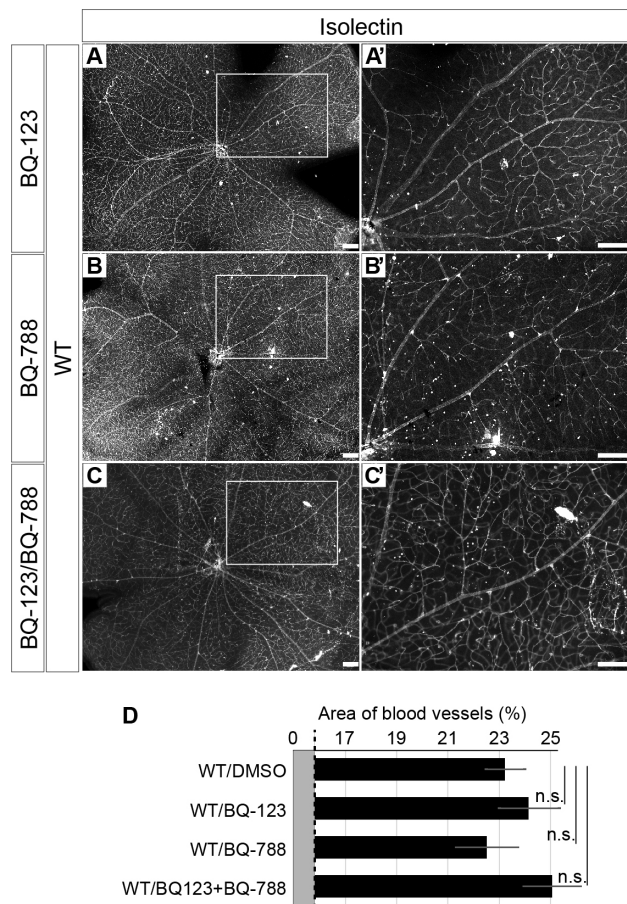 Isolectin
BQ-123
BQ-788
BQ-123/BQ-788
WT
A
A'
B
B'
C
C'
D
Area of blood vessels (%)
0 17 19 21 23 25
WT/DMSO
WT/BQ-123
WT/BQ-788
WT/BQ123+BQ-788
n.s.
n.s.
n.s.